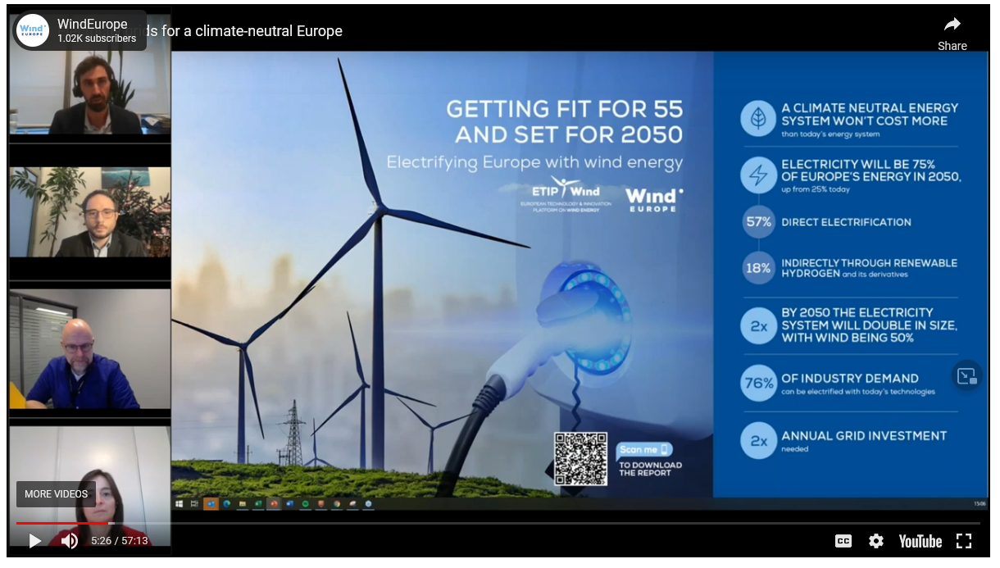 Wind
EUROPE
WindEurope
1.02K subscribers
ids for a climate-neutral Europe
Share
GETTING FIT FOR 55
AND SET FOR 2050
Electrifying Europe with wind energy
ETIP Wind
EUROPEAN TECHNOLOGY & INNOVATION
PLATFORM ON WIND ENERGY
Wind
EUROPE
Scan me
TO DOWNLOAD
THE REPORT
A CLIMATE NEUTRAL ENERGY
SYSTEM WON'T COST MORE
than today's energy system
ELECTRICITY WILL BE 75%
OF EUROPE'S ENERGY IN 2050,
up from 25% today
57% DIRECT ELECTRIFICATION
18% INDIRECTLY THROUGH RENEWABLE
HYDROGEN and its derivatives
2x BY 2050 THE ELECTRICITY
SYSTEM WILL DOUBLE IN SIZE,
WITH WIND BEING 50%
76% OF INDUSTRY DEMAND
can be electrified with today's technologies
2x ANNUAL GRID INVESTMENT
needed
15:06
MORE VIDEOS
5:26 / 57:13
CC
YouTube